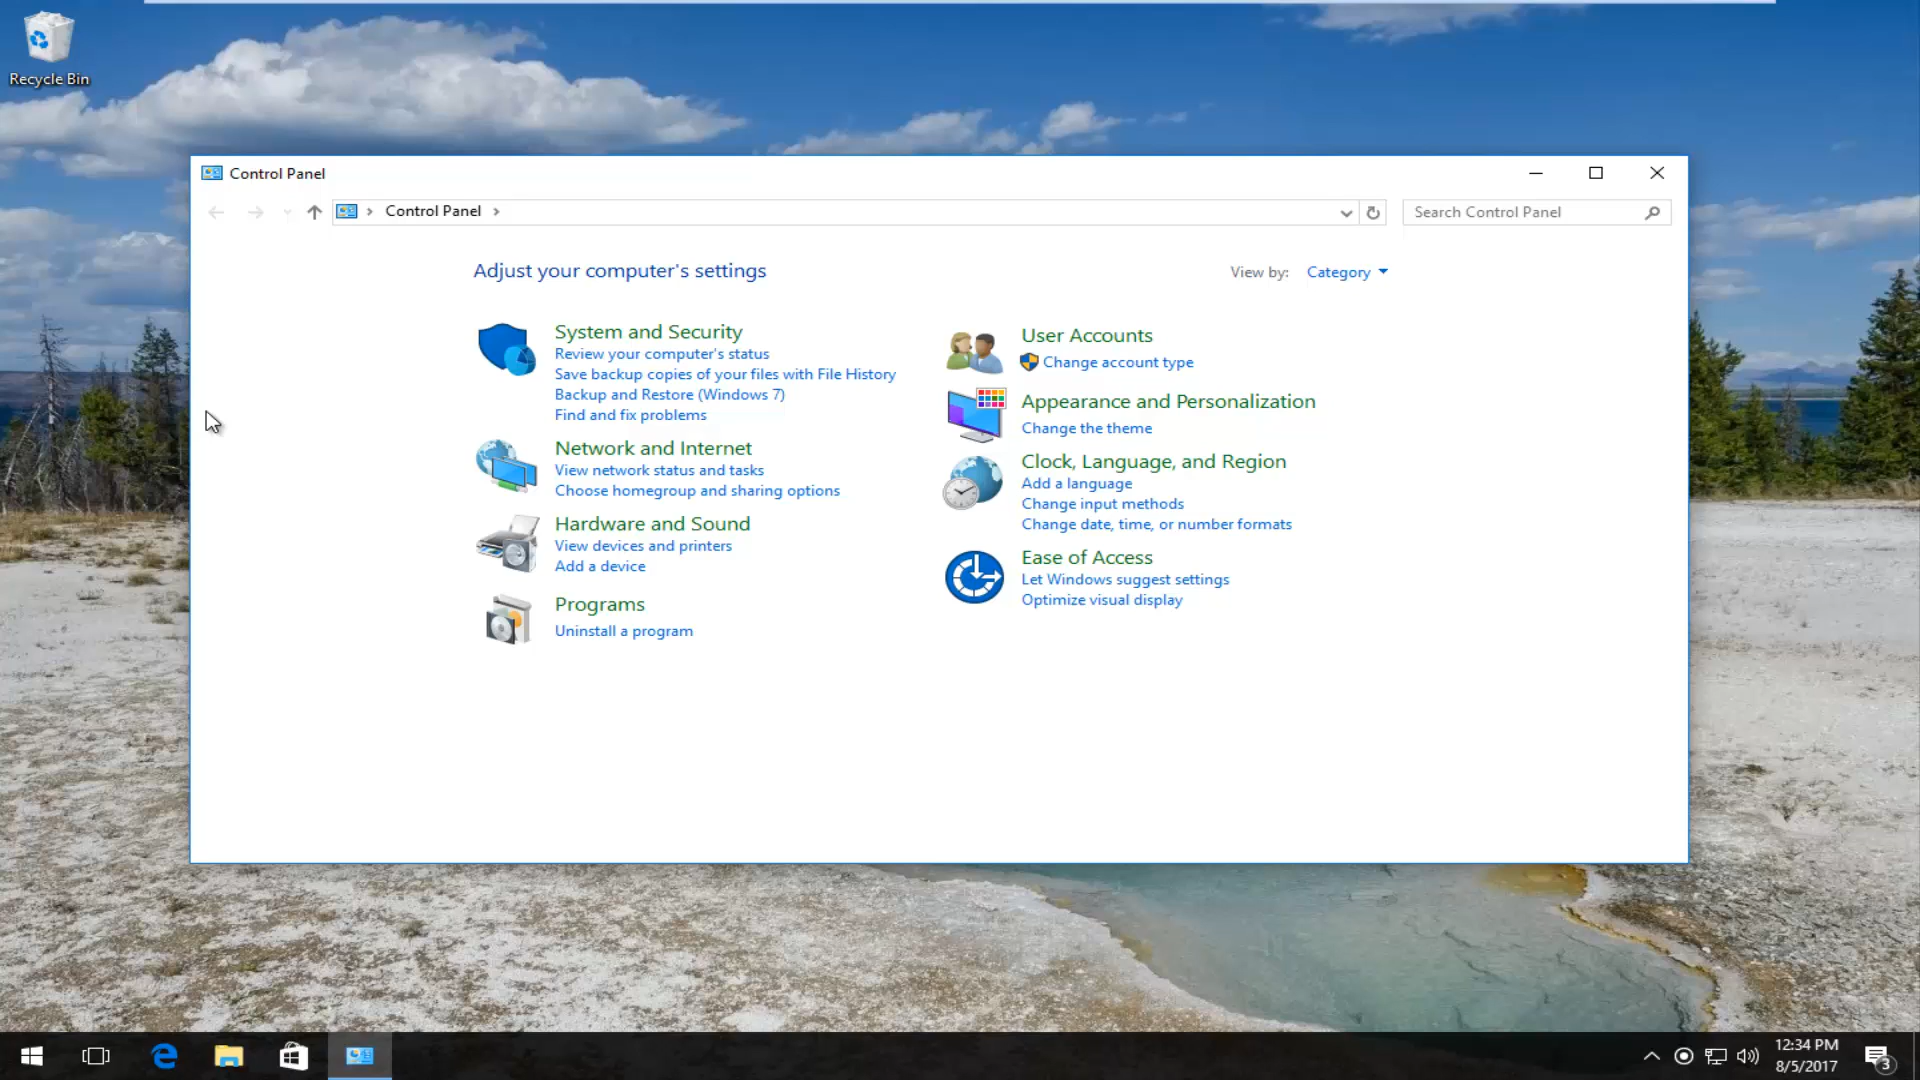 Recycle Bin
Control Panel
Control Panel
Search Control Panel
Adjust your computer's settings
View by: Category
System and Security
Review your computer's status
Save backup copies of your files with File History
Backup and Restore (Windows 7)
Find and fix problems
Network and Internet
View network status and tasks
Choose homegroup and sharing options
Hardware and Sound
View devices and printers
Add a device
Programs
Uninstall a program
User Accounts
Change account type
Appearance and Personalization
Change the theme
Clock, Language, and Region
Add a language
Change input methods
Change date, time, or number formats
Ease of Access
Let Windows suggest settings
Optimize visual display
12:34 PM
8/5/2017
3